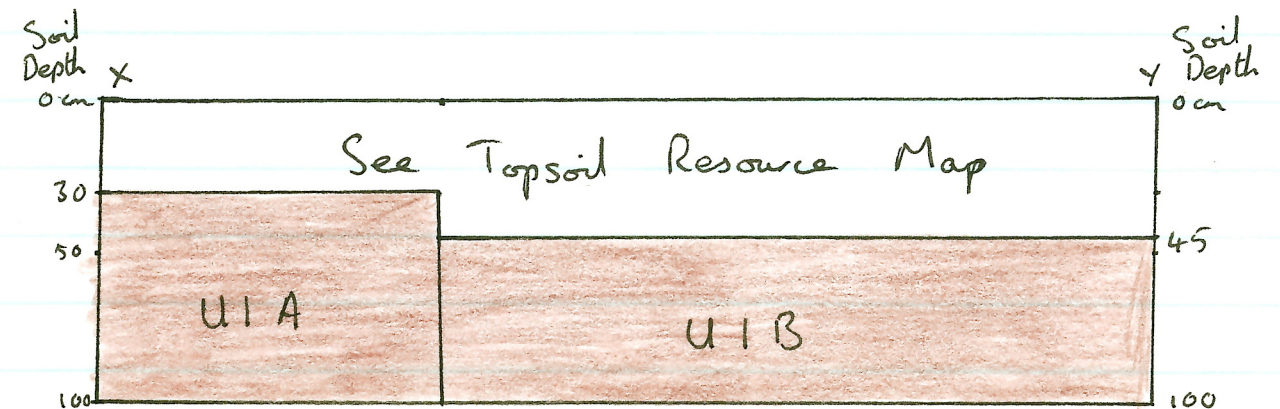 Soil
Depth X
Soil
Y Depth
0 cm
0 cm
See Topsoil Resource Map
30
50
45
U1A
U1B
100
100